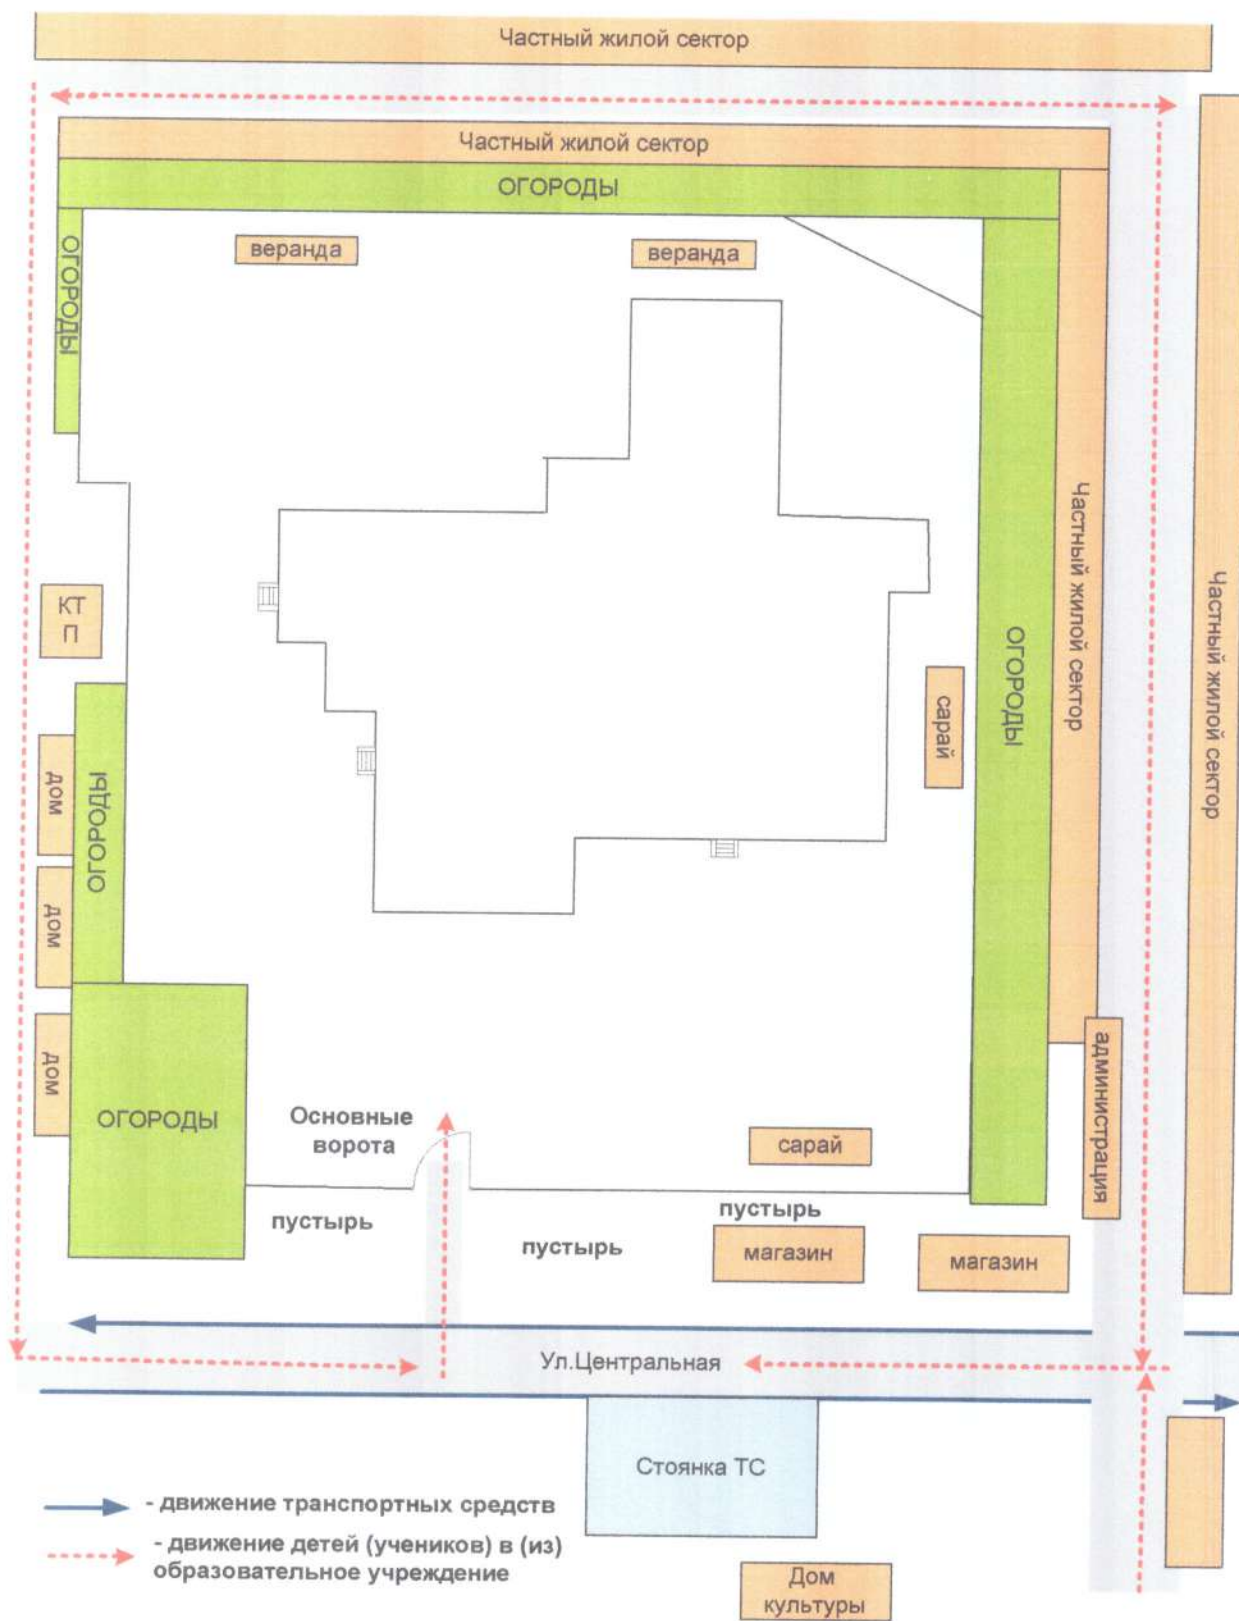 Частный жилой сектор
Частный жилой сектор
ОГОРОДЫ
ОГОРОДЫ
веранда
веранда
Частный жилой сектор
Частный жилой сектор
КТ
П
ОГОРОДЫ
сарай
дом
ОГОРОДЫ
дом
дом
администрация
ОГОРОДЫ
Основные
ворота
сарай
пустырь
пустырь
пустырь
магазин
магазин
Ул.Центральная
Стоянка ТС
- движение транспортных средств
- движение детей (учеников) в (из)
образовательное учреждение
Дом
культуры